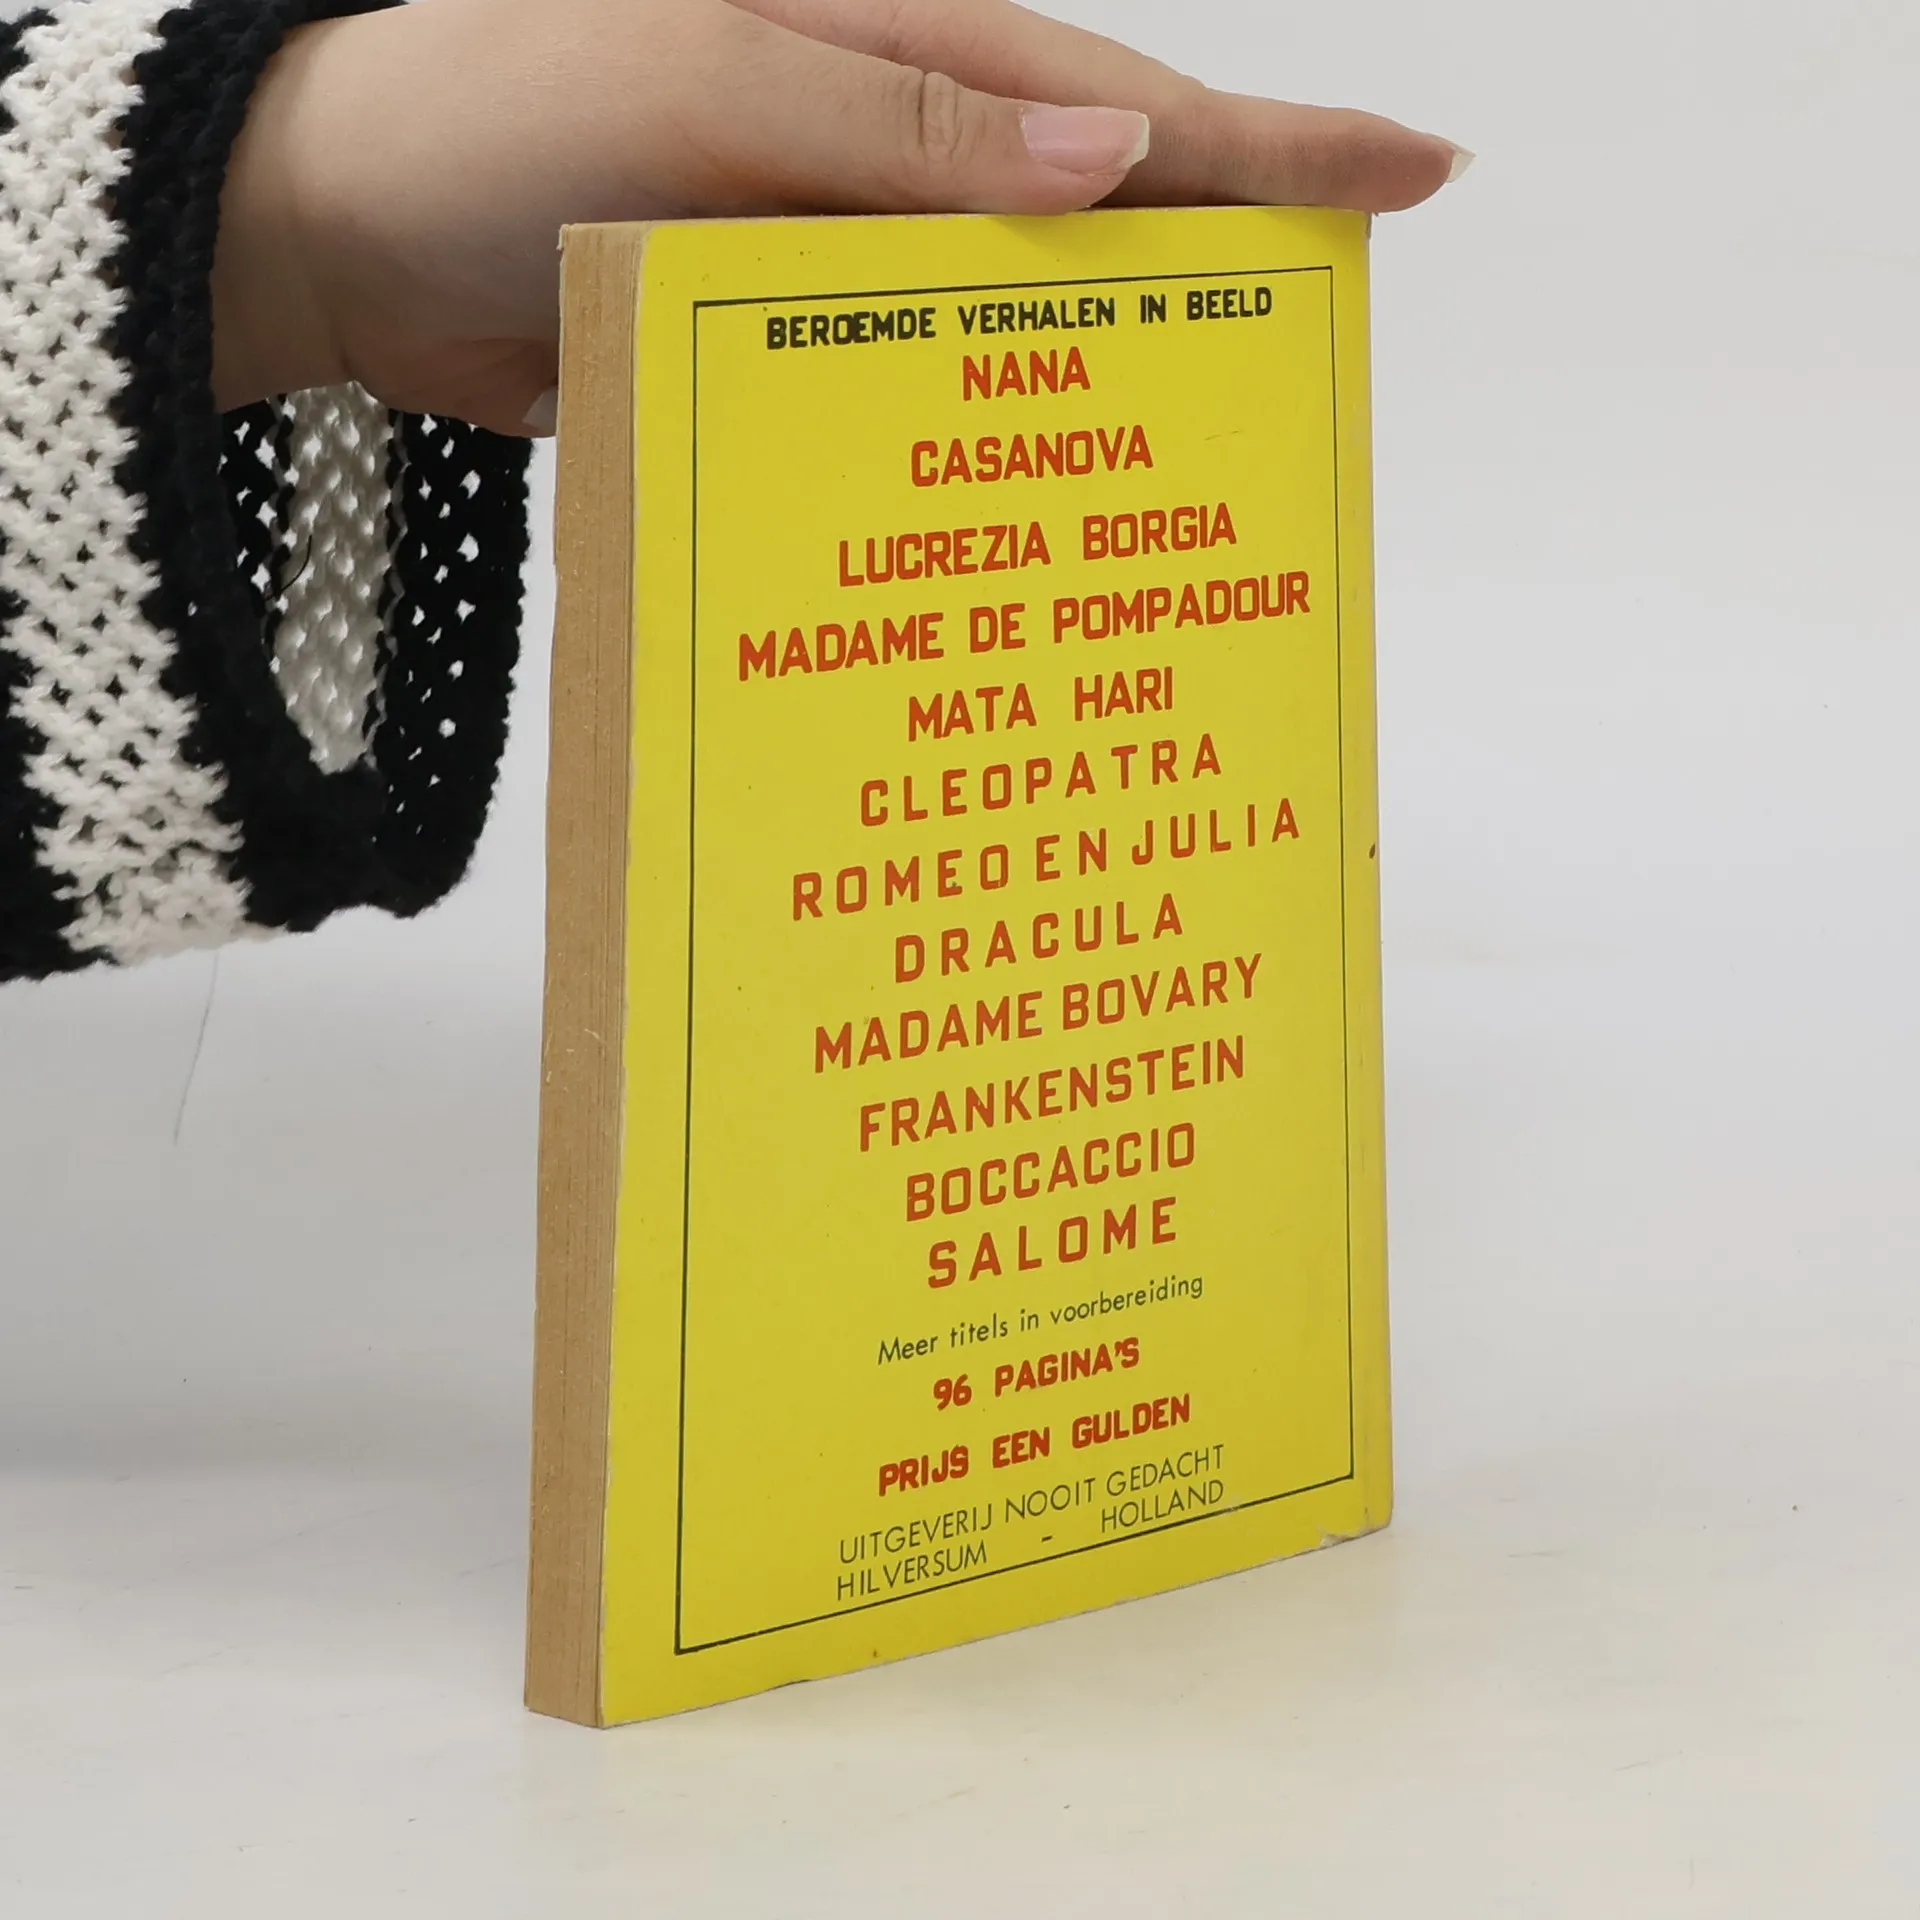 BEROEMDE VERHALEN IN BEELD
NANA
CASANOVA
LUCREZIA BORGIA
MADAME DE POMPADOUR
MATA HARI
CLEOPATRA
ROMEO EN JULIA
DRACULA
MADAME BOVARY
FRANKENSTEIN
BOCCACCIO
SALOME
Meer titels in voorbereiding
96 PAGINA'S
PRIJS EEN GULDEN
UITGEVERIJ NOOIT GEDACHT
HILVERSUM - HOLLAND